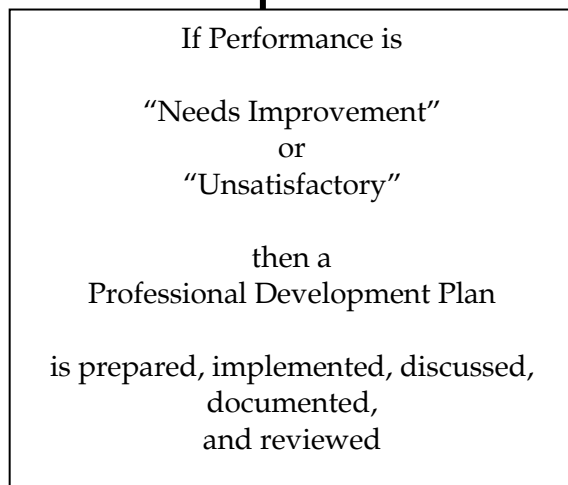 If Performance is
“Needs Improvement”
or
“Unsatisfactory”
then a
Professional Development Plan
is prepared, implemented, discussed,
documented,
and reviewed